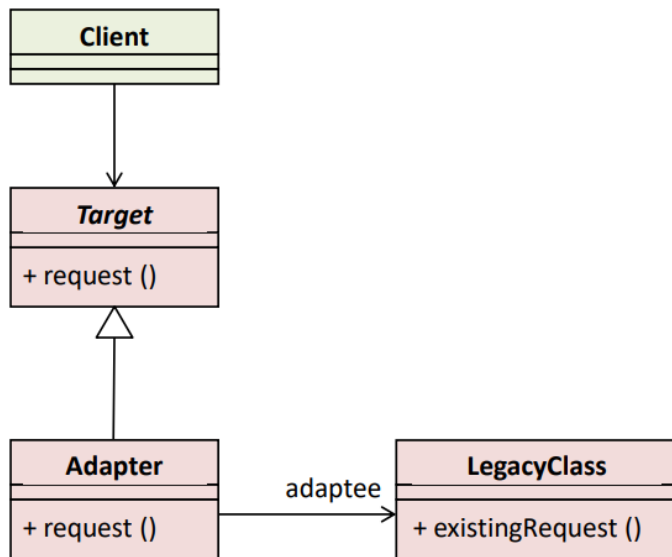 Client
Target
+ request ()
Adapter
+ request ()
adaptee
LegacyClass
+ existingRequest ()